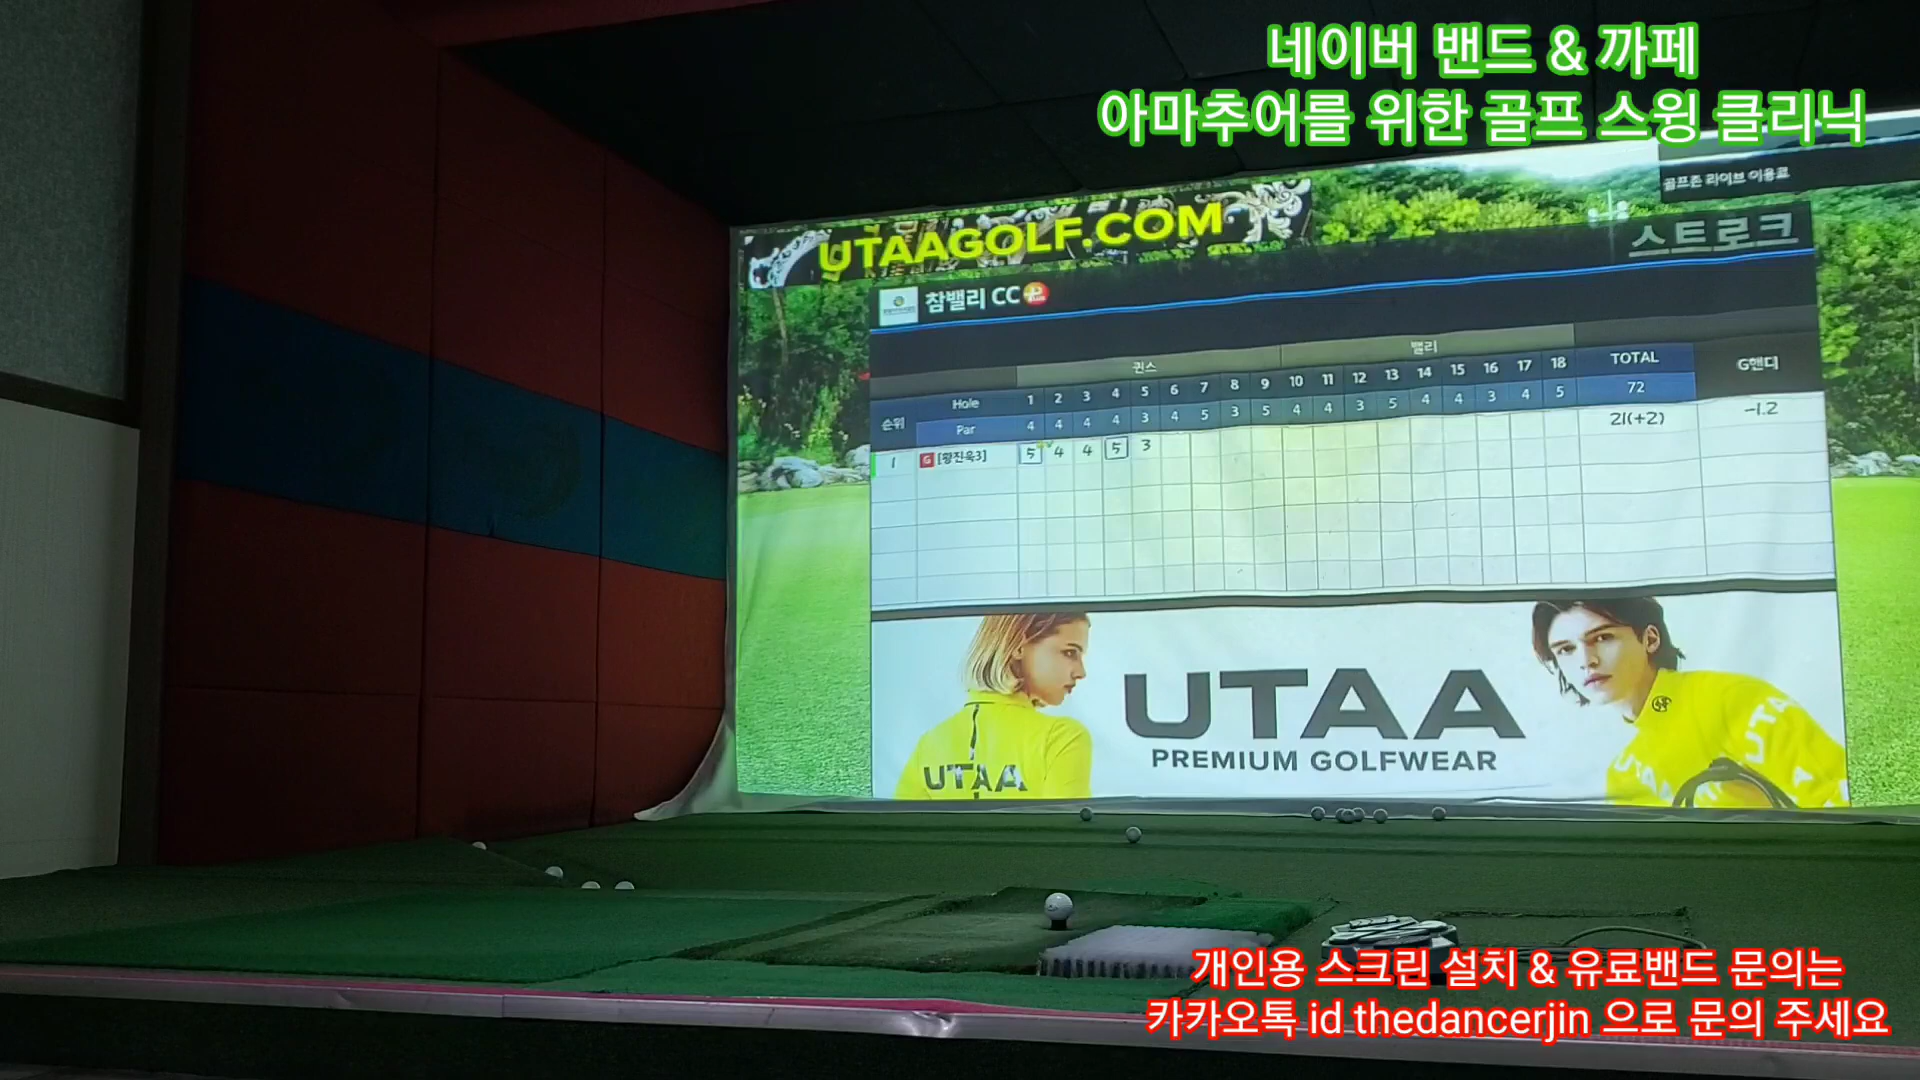 네이버 밴드 & 까페
아마추어를 위한 골프 스윙 클리닉
골프존 라이브 이용료
UTAAGOLF.COM
스트로크
참밸리 CC
퀸스 밸리
순위 Hole 1 2 3 4 5 6 7 8 9 10 11 12 13 14 15 16 17 18 TOTAL G핸디
Par 4 4 4 4 3 4 5 3 5 4 4 3 5 4 4 3 4 5 72
1 G [황진욱3] 5 4 4 5 3 21(+2) -1.2
UTAA
PREMIUM GOLFWEAR
UTAA
UTAA
개인용 스크린 설치 & 유료밴드 문의는
카카오톡 id thedancerjin 으로 문의 주세요